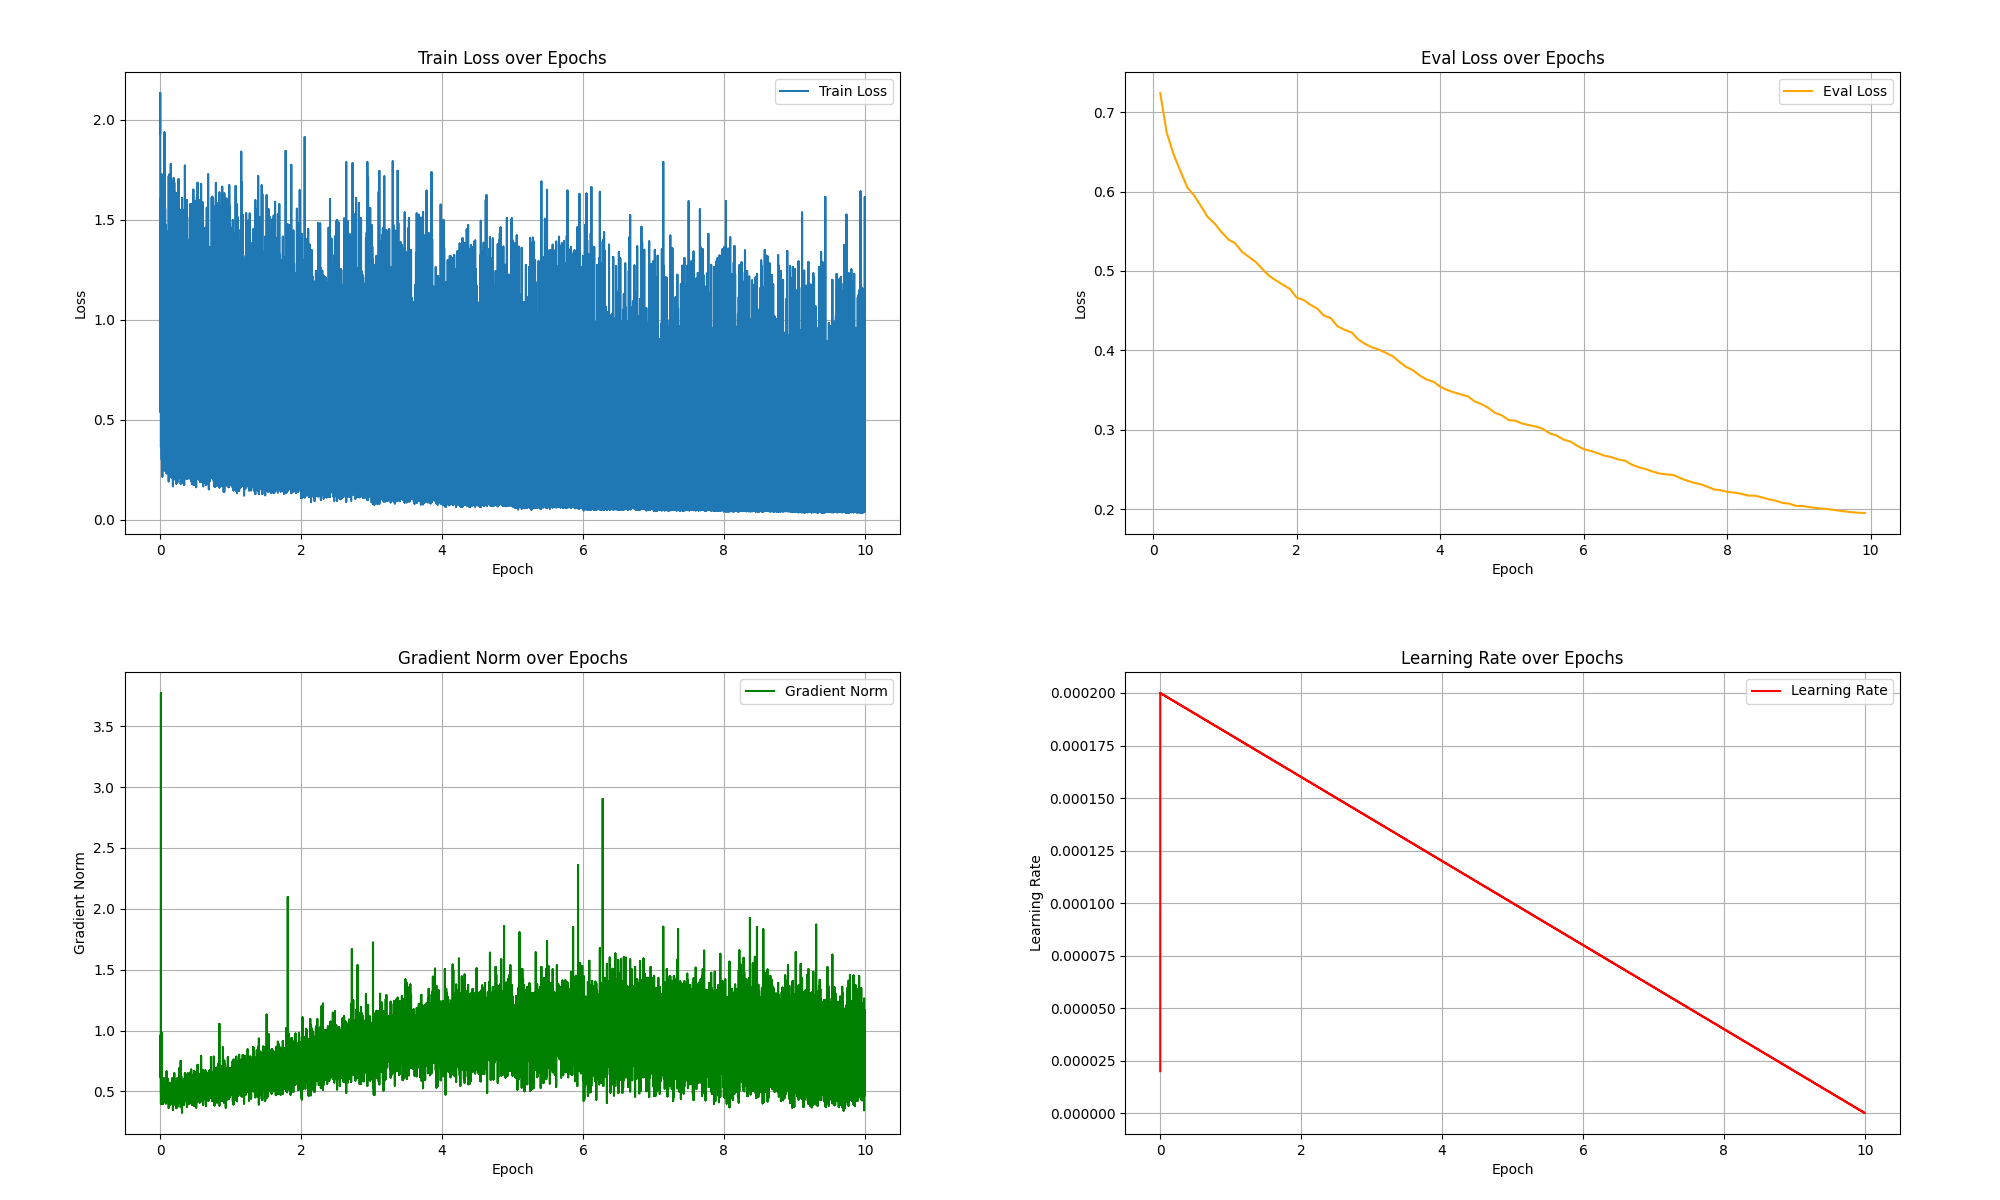 Train Loss over Epochs
Train Loss
2.0
1.5
1.0
0.5
0.0
Loss
0 2 4 6 8 10
Epoch
Eval Loss over Epochs
Eval Loss
0.7
0.6
0.5
0.4
0.3
0.2
Loss
0 2 4 6 8 10
Epoch
Gradient Norm over Epochs
Gradient Norm
3.5
3.0
2.5
2.0
1.5
1.0
0.5
Gradient Norm
0 2 4 6 8 10
Epoch
Learning Rate over Epochs
Learning Rate
0.000200
0.000175
0.000150
0.000125
0.000100
0.000075
0.000050
0.000025
0.000000
Learning Rate
0 2 4 6 8 10
Epoch